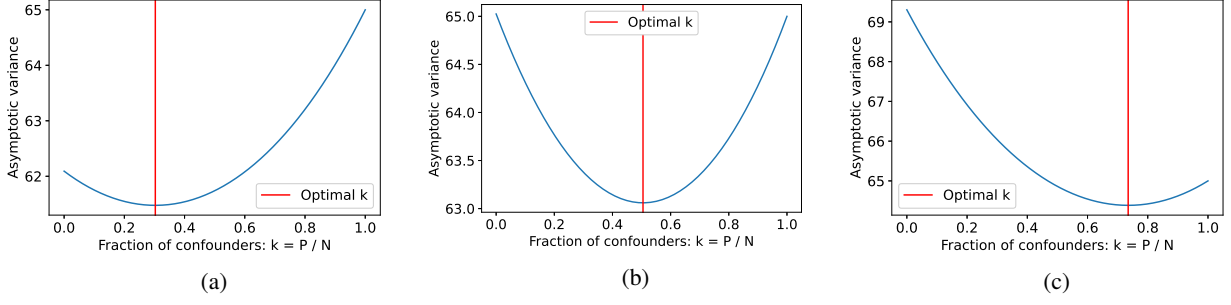 65
64
63
62
Asymptotic variance
Optimal k
0.0 0.2 0.4 0.6 0.8 1.0
Fraction of confounders: k = P / N
(a)
65.0
64.5
64.0
63.5
63.0
Asymptotic variance
Optimal k
0.0 0.2 0.4 0.6 0.8 1.0
Fraction of confounders: k = P / N
(b)
69
68
67
66
65
Asymptotic variance
Optimal k
0.0 0.2 0.4 0.6 0.8 1.0
Fraction of confounders: k = P / N
(c)